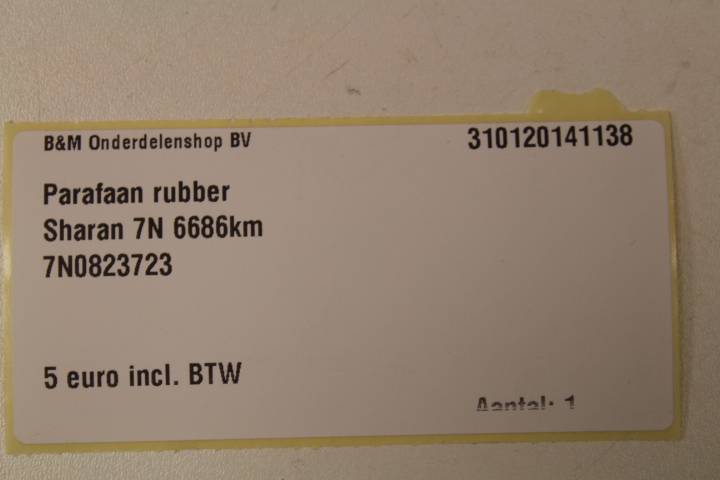 B&M Onderdelenshop BV 310120141138
Parafaan rubber
Sharan 7N 6686km
7N0823723
5 euro incl. BTW
Aantal: 1